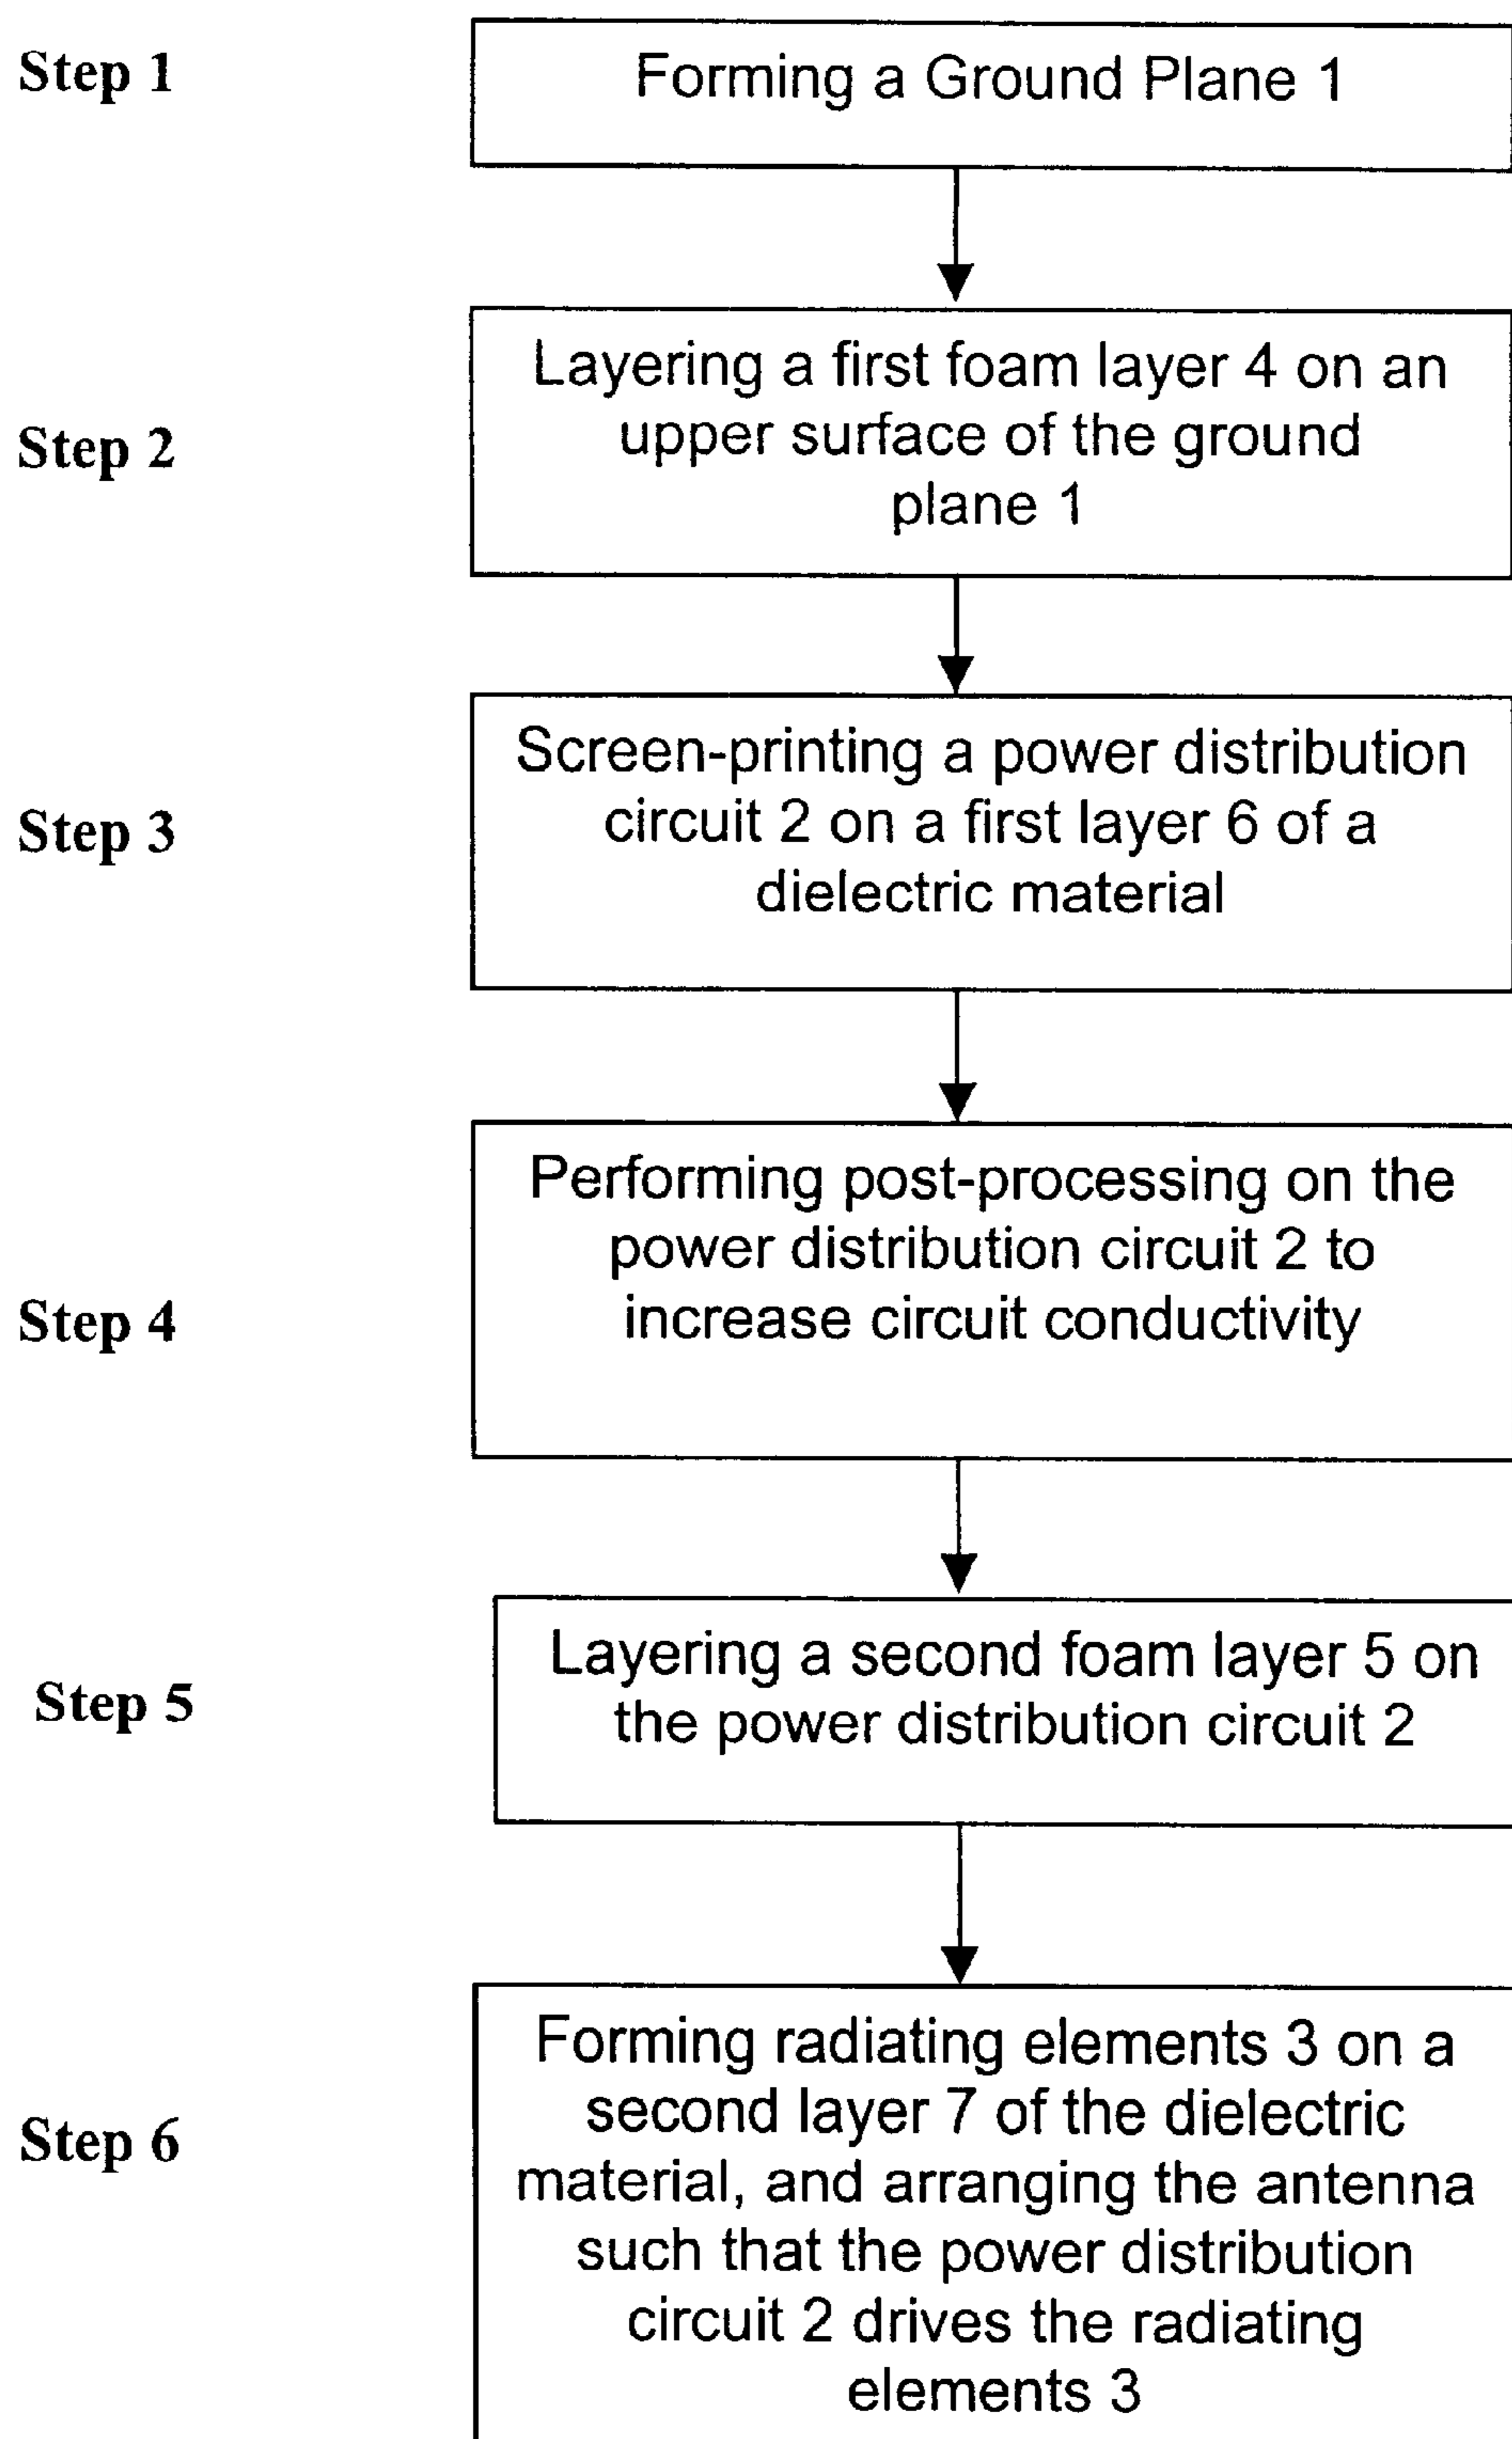 Step 1
Forming a Ground Plane 1
Step 2
Layering a first foam layer 4 on an
upper surface of the ground
plane 1
Step 3
Screen-printing a power distribution
circuit 2 on a first layer 6 of a
dielectric material
Step 4
Performing post-processing on the
power distribution circuit 2 to
increase circuit conductivity
Step 5
Layering a second foam layer 5 on
the power distribution circuit 2
Step 6
Forming radiating elements 3 on a
second layer 7 of the dielectric
material, and arranging the antenna
such that the power distribution
circuit 2 drives the radiating
elements 3